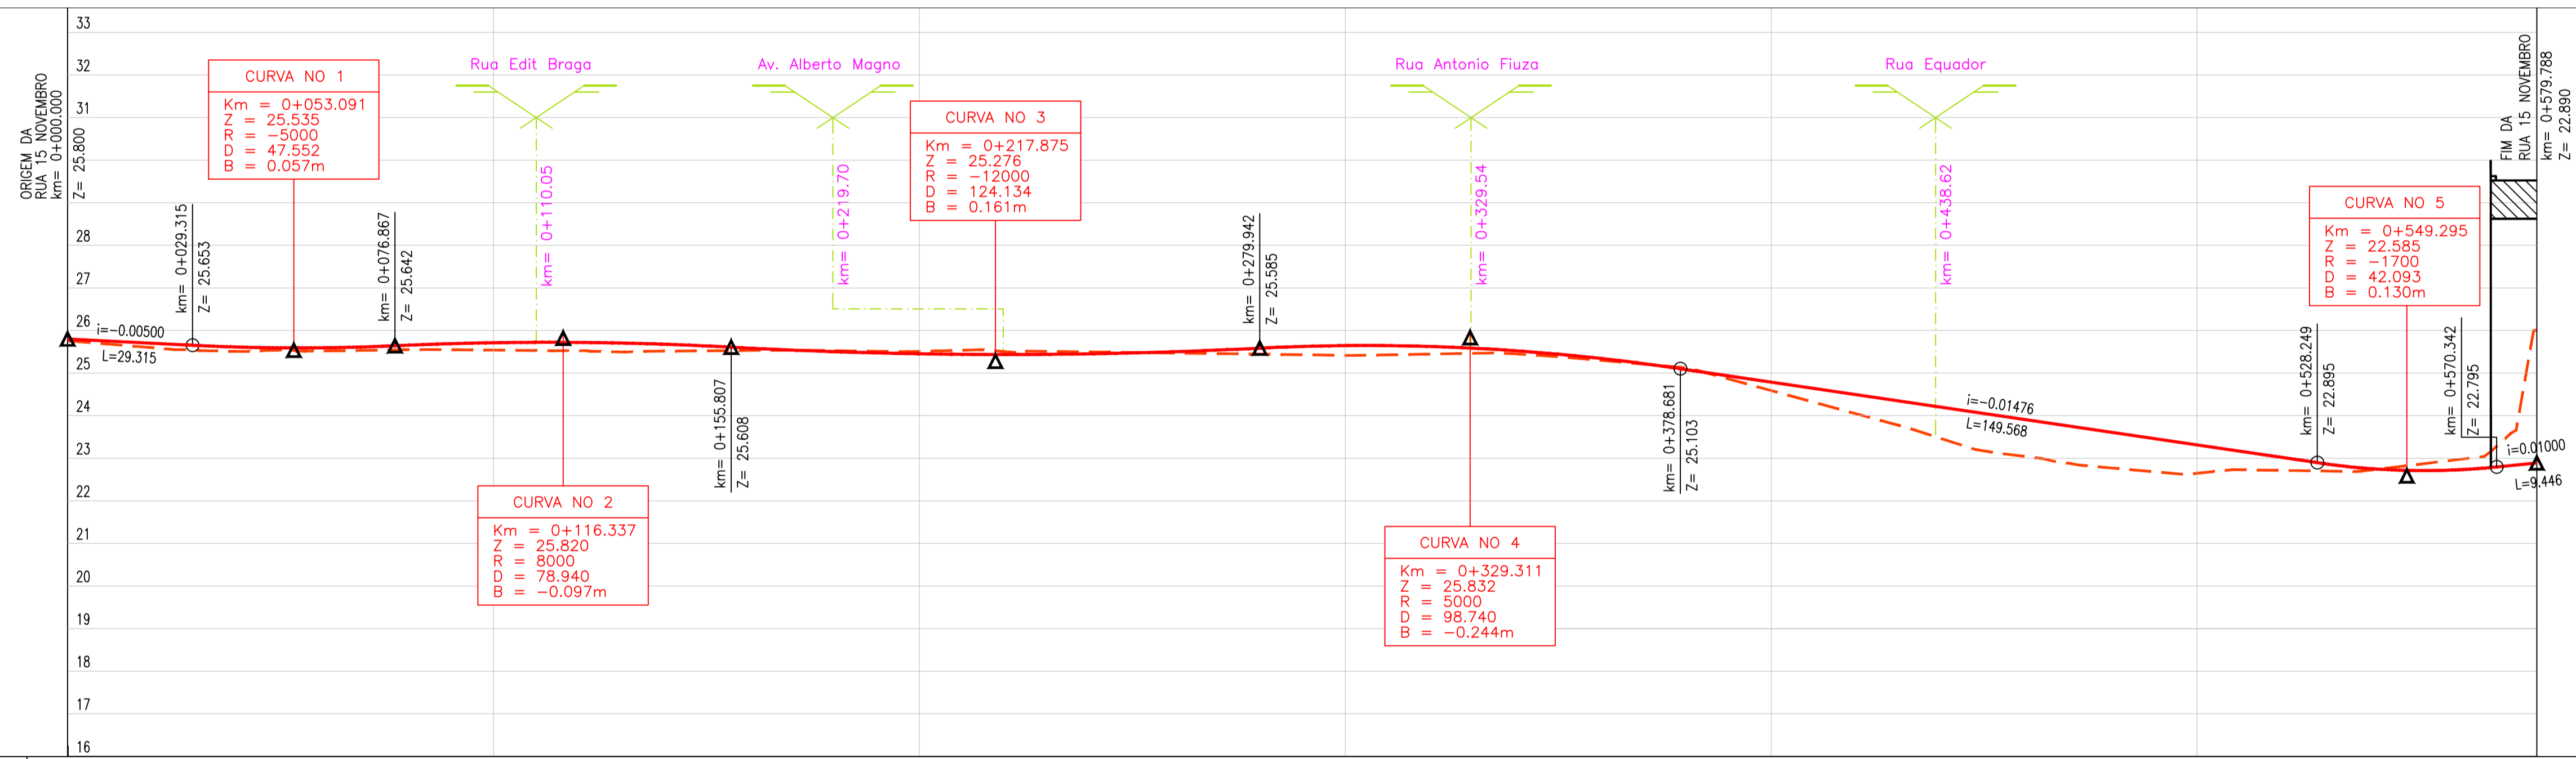 33
32
31
28
27
26
25
24
23
22
21
20
19
18
17
16
ORIGEM DA
RUA 15 NOVEMBRO
km= 0+000.000
Z= 25.800
i=-0.00500
L=29.315
km= 0+029.315
Z= 25.653
CURVA NO 1
Km = 0+053.091
Z = 25.535
R = -5000
D = 47.552
B = 0.057m
km= 0+076.867
Z= 25.642
Rua Edit Braga
km= 0+110.05
CURVA NO 2
Km = 0+116.337
Z = 25.820
R = 8000
D = 78.940
B = -0.097m
km= 0+155.807
Z= 25.608
Av. Alberto Magno
km= 0+219.70
CURVA NO 3
Km = 0+217.875
Z = 25.276
R = -12000
D = 124.134
B = 0.161m
km= 0+279.942
Z= 25.585
Rua Antonio Fiuza
km= 0+329.54
CURVA NO 4
Km = 0+329.311
Z = 25.832
R = 5000
D = 98.740
B = -0.244m
km= 0+378.681
Z= 25.103
Rua Equador
km= 0+438.62
i=-0.01476
L=149.568
km= 0+528.249
Z= 22.895
CURVA NO 5
Km = 0+549.295
Z = 22.585
R = -1700
D = 42.093
B = 0.130m
km= 0+570.342
Z= 22.795
i=0.01000
L=9.446
FIM DA
RUA 15 NOVEMBRO
km= 0+579.788
Z= 22.890